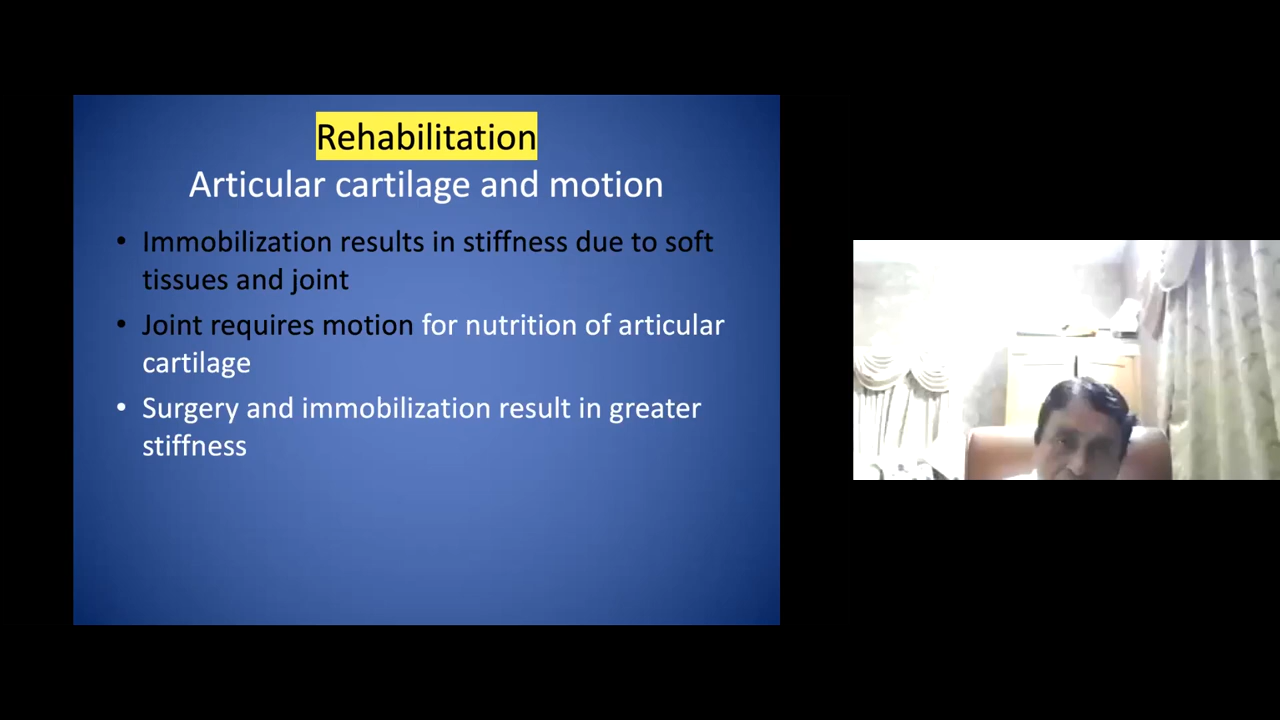 Rehabilitation
Articular cartilage and motion
• Immobilization results in stiffness due to soft
tissues and joint
• Joint requires motion for nutrition of articular
cartilage
• Surgery and immobilization result in greater
stiffness